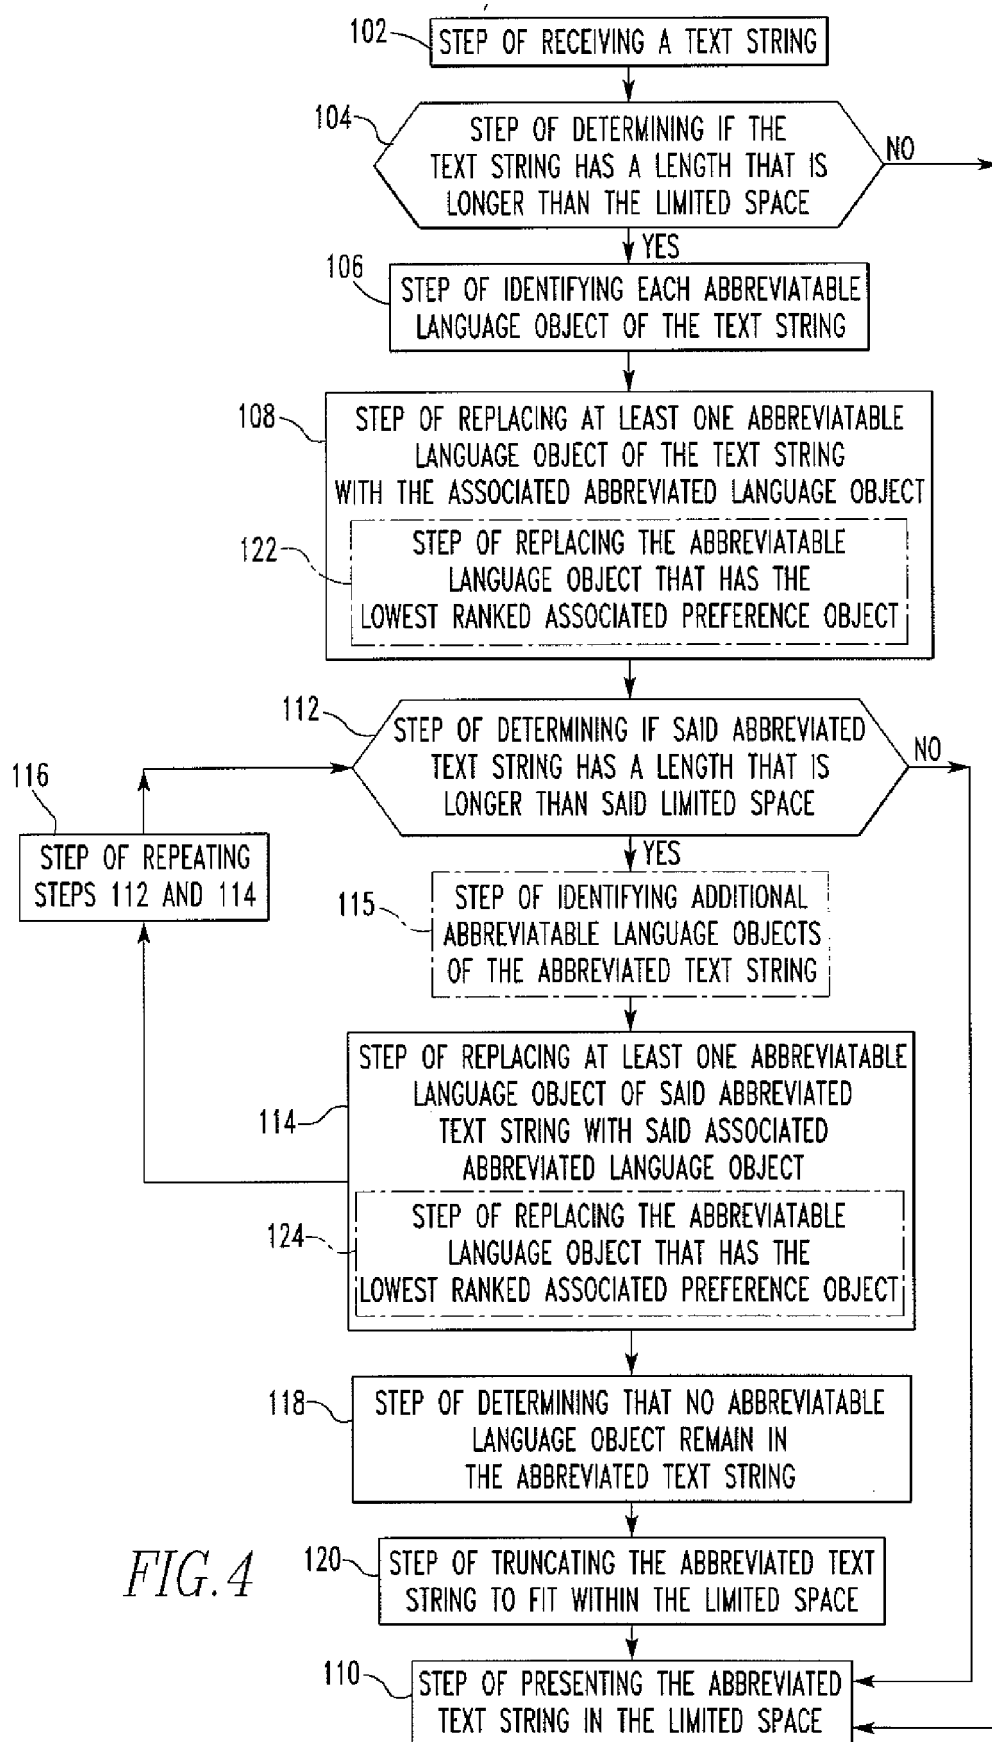 102
STEP OF RECEIVING A TEXT STRING
104
STEP OF DETERMINING IF THE
TEXT STRING HAS A LENGTH THAT IS
LONGER THAN THE LIMITED SPACE
NO
YES
106
STEP OF IDENTIFYING EACH ABBREVIATABLE
LANGUAGE OBJECT OF THE TEXT STRING
108
STEP OF REPLACING AT LEAST ONE ABBREVIATABLE
LANGUAGE OBJECT OF THE TEXT STRING
WITH THE ASSOCIATED ABBREVIATED LANGUAGE OBJECT
122
STEP OF REPLACING THE ABBREVIATABLE
LANGUAGE OBJECT THAT HAS THE
LOWEST RANKED ASSOCIATED PREFERENCE OBJECT
112
STEP OF DETERMINING IF SAID ABBREVIATED
TEXT STRING HAS A LENGTH THAT IS
LONGER THAN SAID LIMITED SPACE
NO
116
STEP OF REPEATING
STEPS 112 AND 114
YES
115
STEP OF IDENTIFYING ADDITIONAL
ABBREVIATABLE LANGUAGE OBJECTS
OF THE ABBREVIATED TEXT STRING
114
STEP OF REPLACING AT LEAST ONE ABBREVIATABLE
LANGUAGE OBJECT OF SAID ABBREVIATED
TEXT STRING WITH SAID ASSOCIATED
ABBREVIATED LANGUAGE OBJECT
124
STEP OF REPLACING THE ABBREVIATABLE
LANGUAGE OBJECT THAT HAS THE
LOWEST RANKED ASSOCIATED PREFERENCE OBJECT
118
STEP OF DETERMINING THAT NO ABBREVIATABLE
LANGUAGE OBJECT REMAIN IN
THE ABBREVIATED TEXT STRING
FIG.4
120
STEP OF TRUNCATING THE ABBREVIATED TEXT
STRING TO FIT WITHIN THE LIMITED SPACE
110
STEP OF PRESENTING THE ABBREVIATED
TEXT STRING IN THE LIMITED SPACE